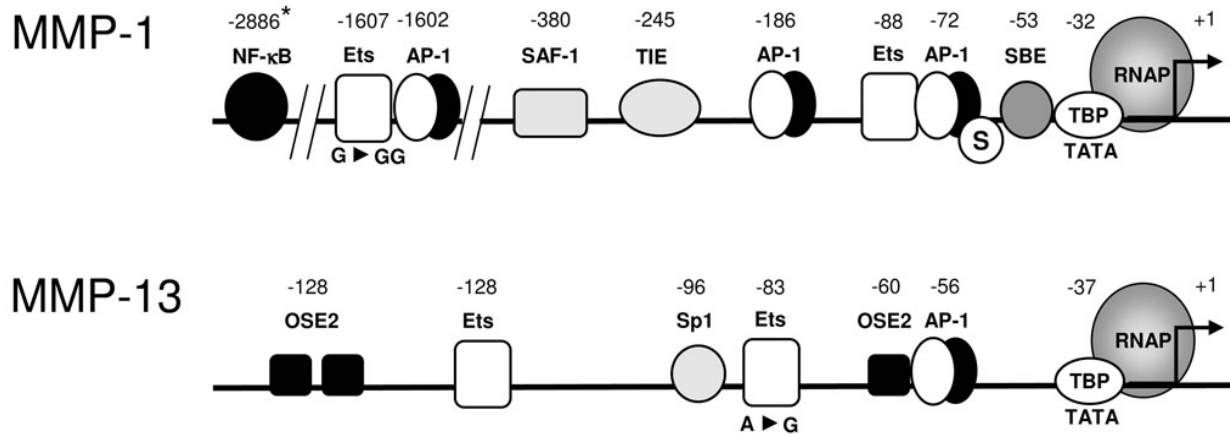 MMP-1
-2886* -1607 -1602 -380 -245 -186 -88 -72 -53 -32 +1
NF-κB Ets AP-1 SAF-1 TIE AP-1 Ets AP-1 SBE RNAP
TBP
S
G ► GG TATA
MMP-13
-128 -128 -96 -83 -60 -56 -37 +1
OSE2 Ets Sp1 Ets OSE2 AP-1 RNAP
TBP
A ► G TATA